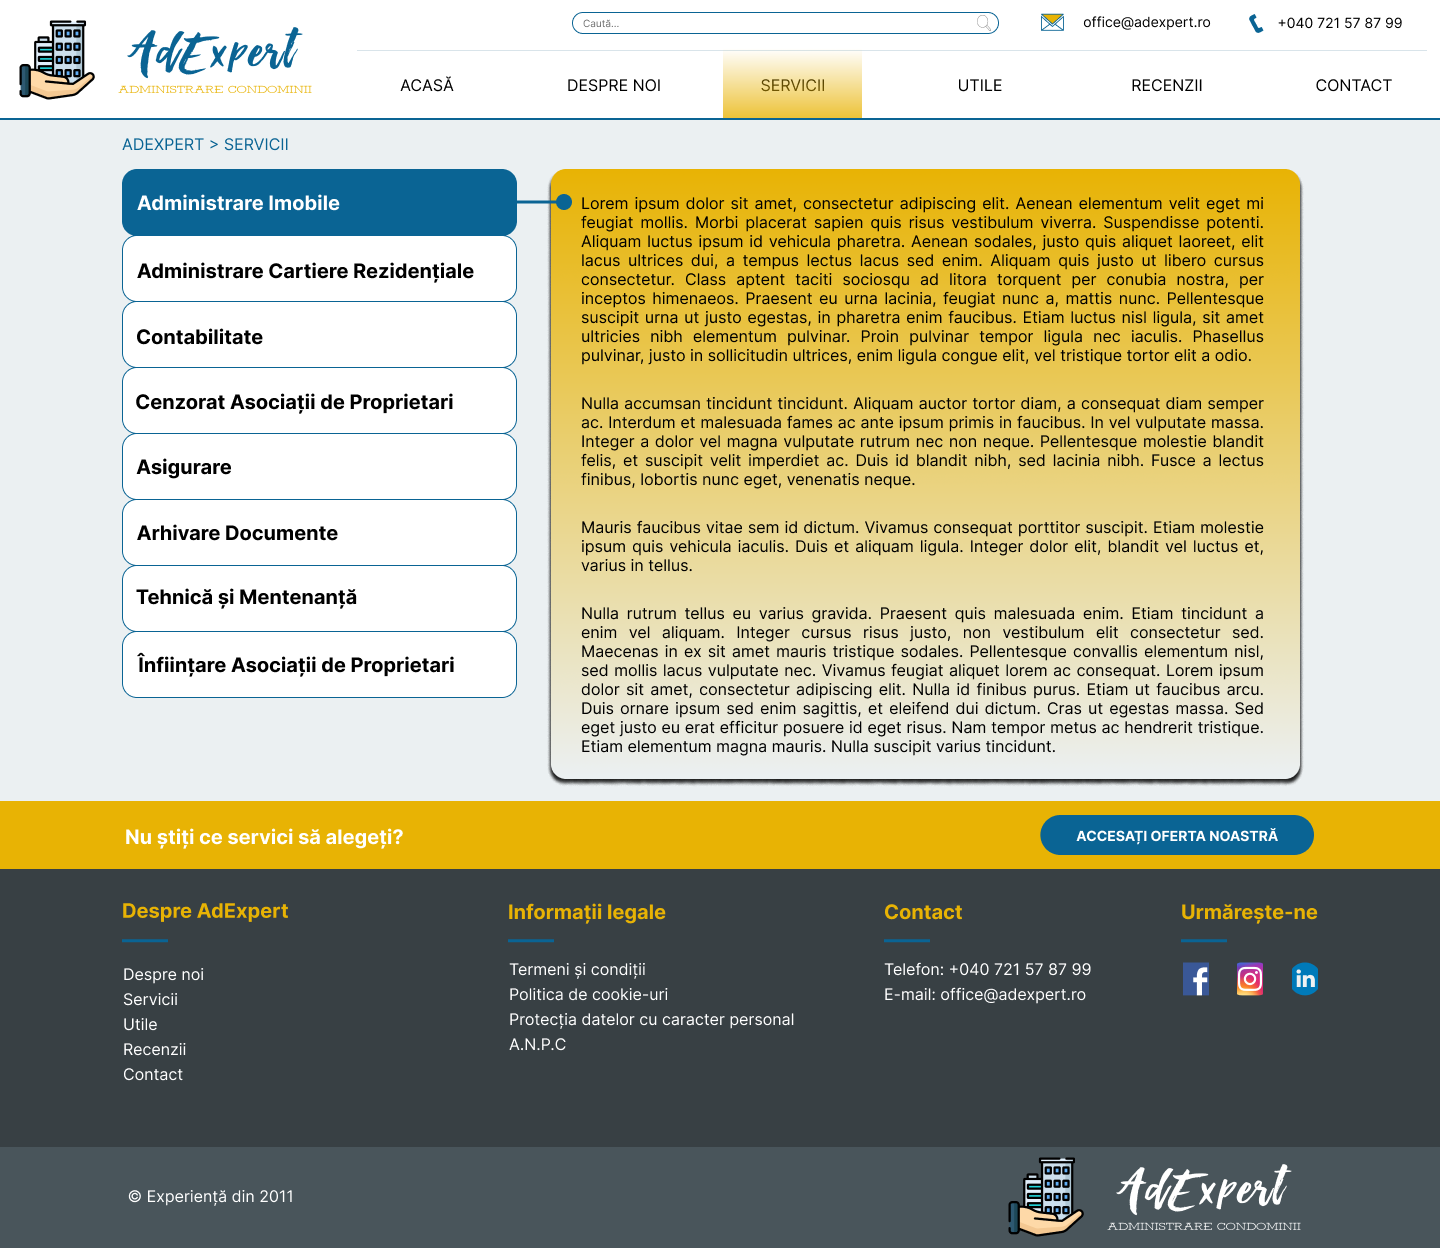 AdExpert
ADMINISTRARE CONDOMINII
Caută...
office@adexpert.ro
+040 721 57 87 99
ACASĂ
DESPRE NOI
SERVICII
UTILE
RECENZII
CONTACT
ADEXPERT > SERVICII
Administrare Imobile
Administrare Cartiere Rezidențiale
Contabilitate
Cenzorat Asociații de Proprietari
Asigurare
Arhivare Documente
Tehnică și Mentenanță
Înființare Asociații de Proprietari
Lorem ipsum dolor sit amet, consectetur adipiscing elit. Aenean elementum velit eget mi
feugiat mollis. Morbi placerat sapien quis risus vestibulum viverra. Suspendisse potenti.
Aliquam luctus ipsum id vehicula pharetra. Aenean sodales, justo quis aliquet laoreet, elit
lacus ultrices dui, a tempus lectus lacus sed enim. Aliquam quis justo ut libero cursus
consectetur. Class aptent taciti sociosqu ad litora torquent per conubia nostra, per
inceptos himenaeos. Praesent eu urna lacinia, feugiat nunc a, mattis nunc. Pellentesque
suscipit urna ut justo egestas, in pharetra enim faucibus. Etiam luctus nisl ligula, sit amet
ultricies nibh elementum pulvinar. Proin pulvinar tempor ligula nec iaculis. Phasellus
pulvinar, justo in sollicitudin ultrices, enim ligula congue elit, vel tristique tortor elit a odio.
Nulla accumsan tincidunt tincidunt. Aliquam auctor tortor diam, a consequat diam semper
ac. Interdum et malesuada fames ac ante ipsum primis in faucibus. In vel vulputate massa.
Integer a dolor vel magna vulputate rutrum nec non neque. Pellentesque molestie blandit
felis, et suscipit velit imperdiet ac. Duis id blandit nibh, sed lacinia nibh. Fusce a lectus
finibus, lobortis nunc eget, venenatis neque.
Mauris faucibus vitae sem id dictum. Vivamus consequat porttitor suscipit. Etiam molestie
ipsum quis vehicula iaculis. Duis et aliquam ligula. Integer dolor elit, blandit vel luctus et,
varius in tellus.
Nulla rutrum tellus eu varius gravida. Praesent quis malesuada enim. Etiam tincidunt a
enim vel aliquam. Integer cursus risus justo, non vestibulum elit consectetur sed.
Maecenas in ex sit amet mauris tristique sodales. Pellentesque convallis elementum nisl,
sed mollis lacus vulputate nec. Vivamus feugiat aliquet lorem ac consequat. Lorem ipsum
dolor sit amet, consectetur adipiscing elit. Nulla id finibus purus. Etiam ut faucibus arcu.
Duis ornare ipsum sed enim sagittis, et eleifend dui dictum. Cras ut egestas massa. Sed
eget justo eu erat efficitur posuere id eget risus. Nam tempor metus ac hendrerit tristique.
Etiam elementum magna mauris. Nulla suscipit varius tincidunt.
Nu știți ce servici să alegeți?
ACCESAȚI OFERTA NOASTRĂ
Despre AdExpert
Despre noi
Servicii
Utile
Recenzii
Contact
Informații legale
Termeni și condiții
Politica de cookie-uri
Protecția datelor cu caracter personal
A.N.P.C
Contact
Telefon: +040 721 57 87 99
E-mail: office@adexpert.ro
Urmărește-ne
f
in
© Experiență din 2011
AdExpert
ADMINISTRARE CONDOMINII